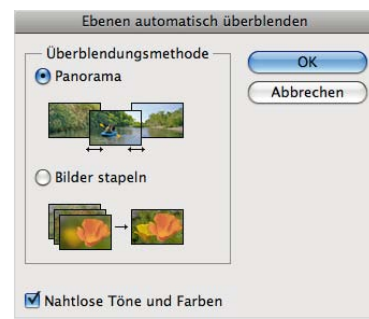 Ebenen automatisch überblenden
Überblendungsmethode
Panorama
Bilder stapeln
OK
Abbrechen
Nahtlose Töne und Farben